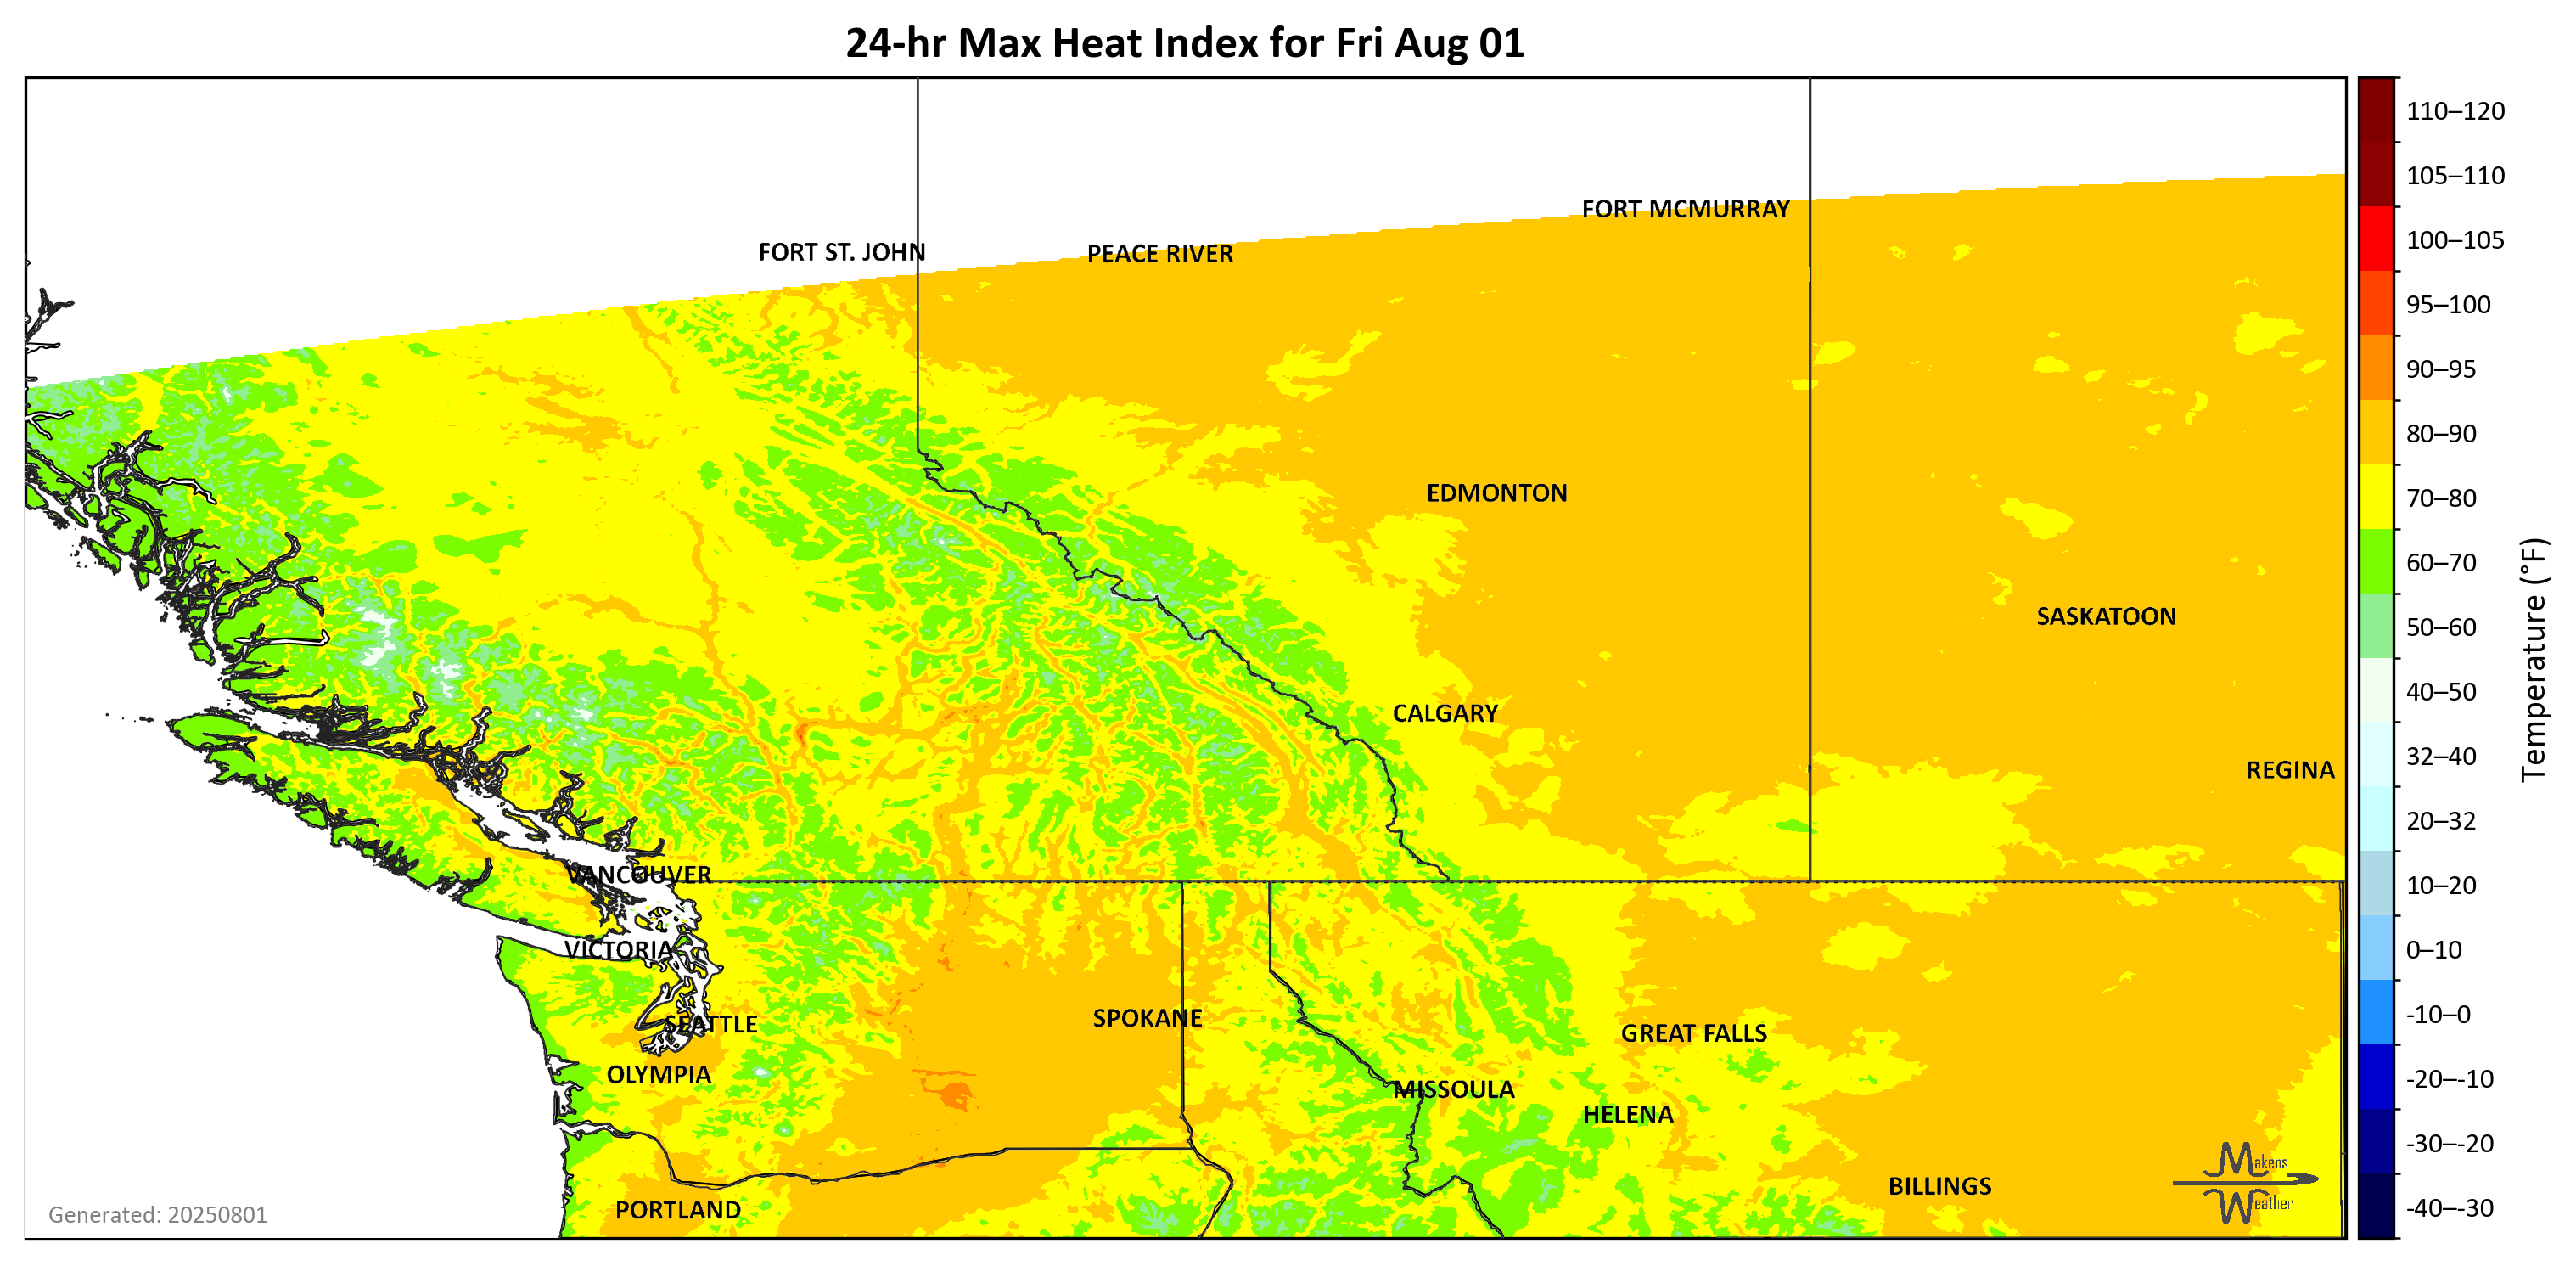 24-hr Max Heat Index for Fri Aug 01
FORT MCMURRAY
FORT ST. JOHN
PEACE RIVER
EDMONTON
SASKATOON
CALGARY
REGINA
VANCOUVER
VICTORIA
SEATTLE
SPOKANE
GREAT FALLS
OLYMPIA
MISSOULA
HELENA
BILLINGS
PORTLAND
Makens
Weather
Generated: 20250801
110–120
105–110
100–105
95–100
90–95
80–90
70–80
60–70
50–60
40–50
32–40
20–32
10–20
0–10
-10–0
-20–-10
-30–-20
-40–-30
Temperature (°F)